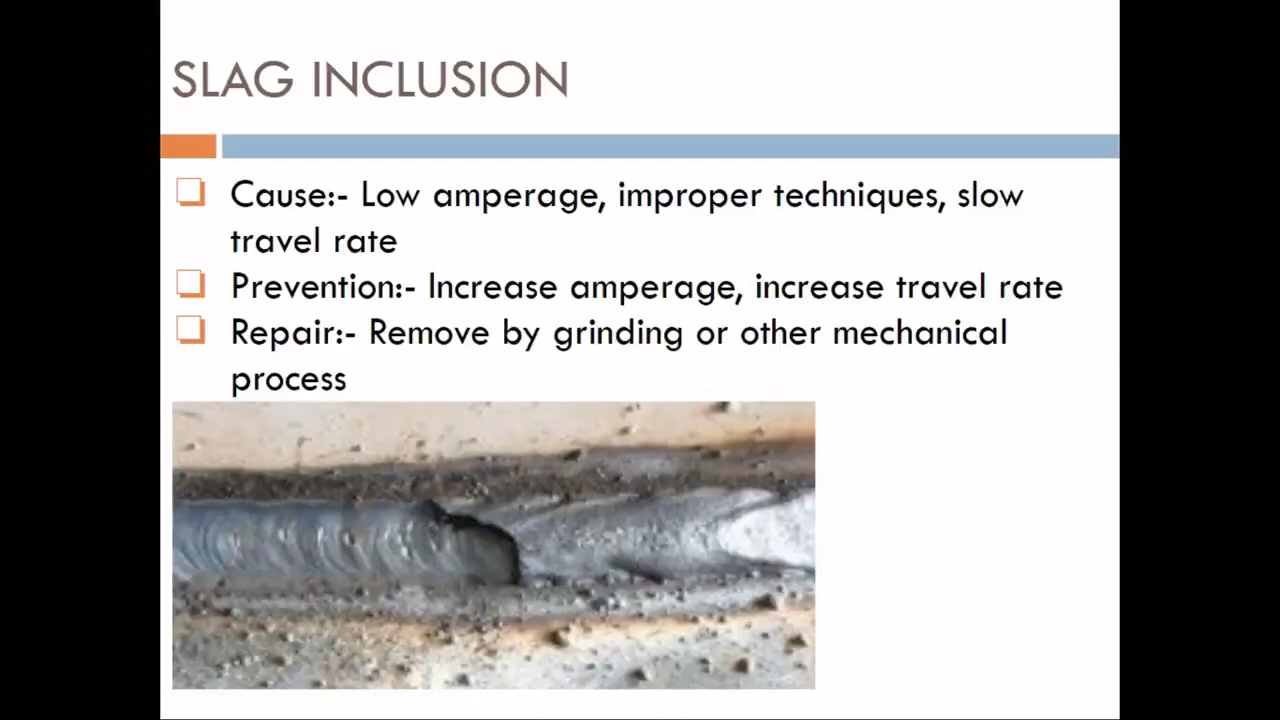 SLAG INCLUSION
Cause:- Low amperage, improper techniques, slow
travel rate
Prevention:- Increase amperage, increase travel rate
Repair:- Remove by grinding or other mechanical
process